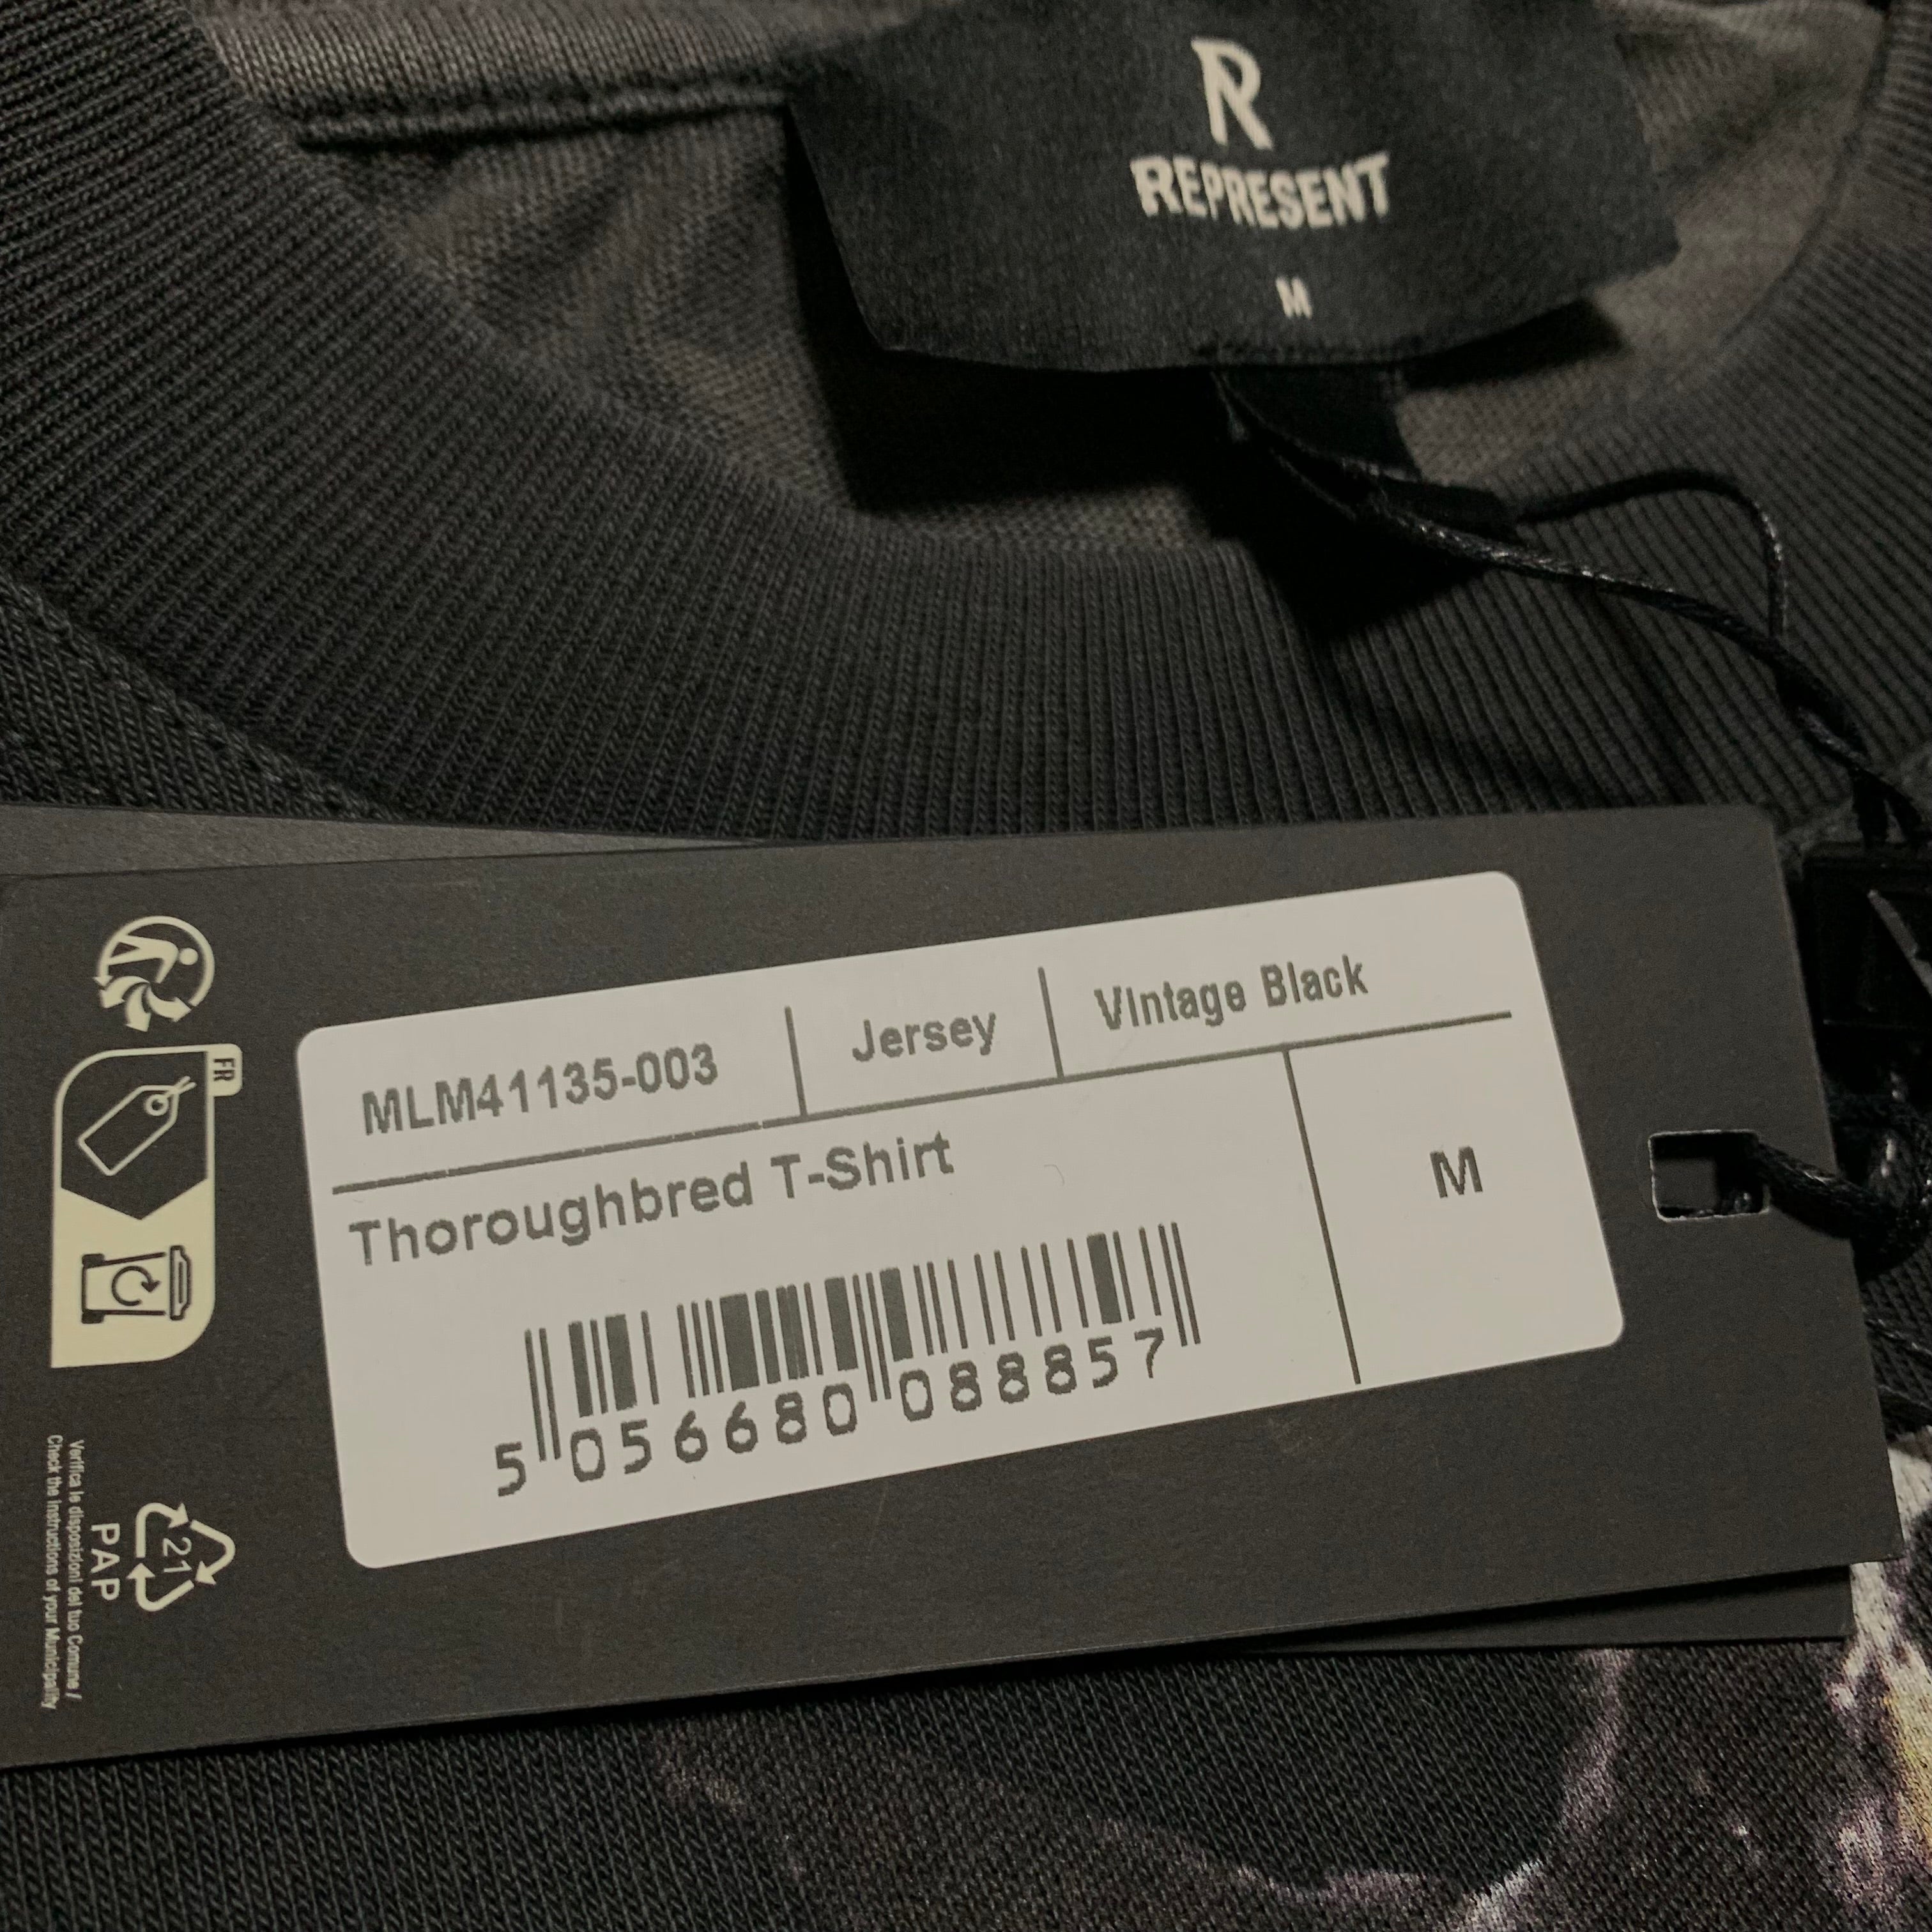 R
REPRESENT
M
MLM41135-003
Jersey
Vintage Black
Thoroughbred T-Shirt
M
5 056680 088857
FR
21
PAP
Verifica le disposizioni del tuo Comune /
Check the instructions of your Municipality